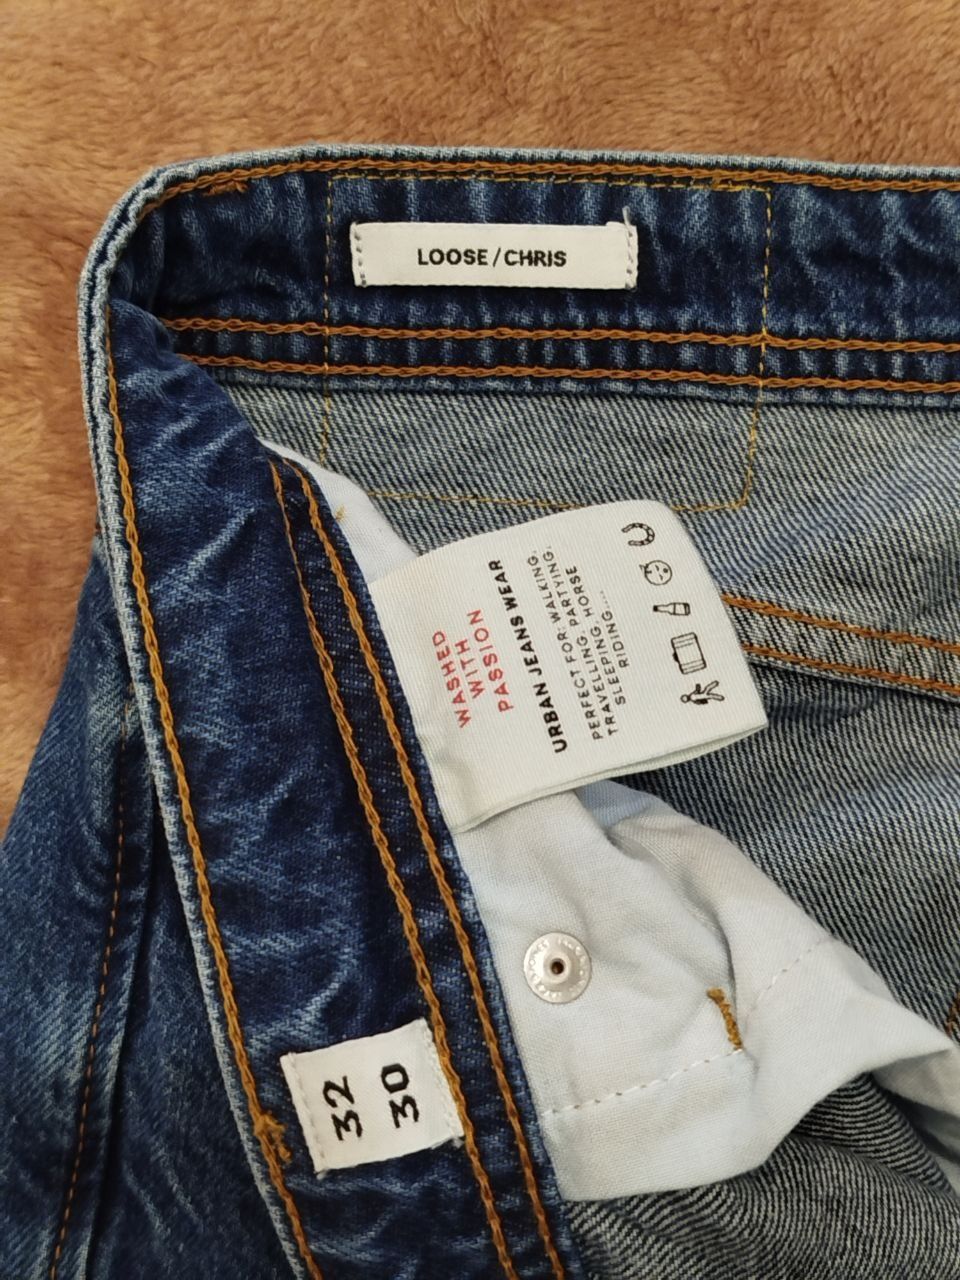 LOOSE/CHRIS
WASHED
WITH
PASSION
URBAN JEANS WEAR
PERFECT FOR: WALKING,
TRAVELLING, PARTYING,
SLEEPING, HORSE
RIDING....
32
30